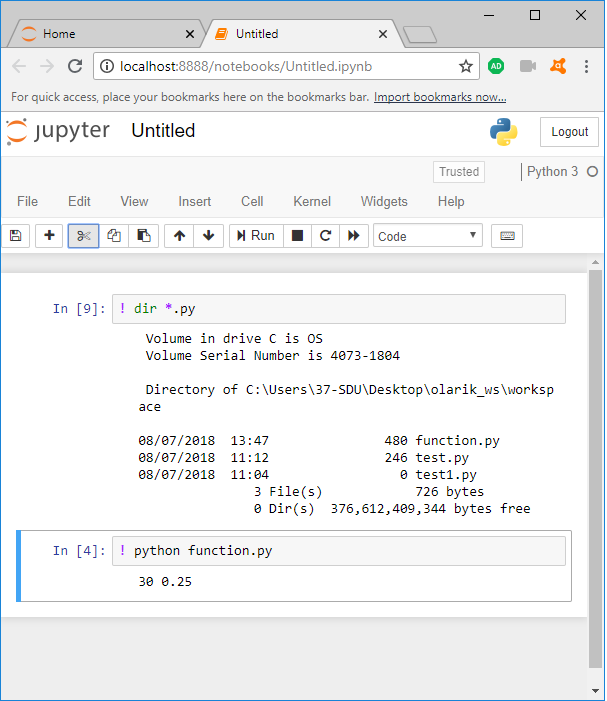 Home
Untitled
localhost:8888/notebooks/Untitled.ipynb
AD
For quick access, place your bookmarks here on the bookmarks bar. Import bookmarks now...
jupyter Untitled
Logout
Trusted
Python 3
File Edit View Insert Cell Kernel Widgets Help
Run
Code
In [9]: ! dir *.py
Volume in drive C is OS
Volume Serial Number is 4073-1804
Directory of C:\Users\37-SDU\Desktop\olarik_ws\worksp
ace
08/07/2018 13:47 480 function.py
08/07/2018 11:12 246 test.py
08/07/2018 11:04 0 test1.py
3 File(s) 726 bytes
0 Dir(s) 376,612,409,344 bytes free
In [4]: ! python function.py
30 0.25